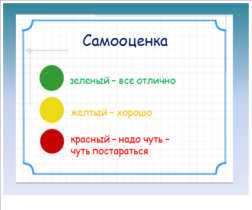 Самооценка
зеленый – все отлично
желтый – хорошо
красный – надо чуть –
чуть постараться